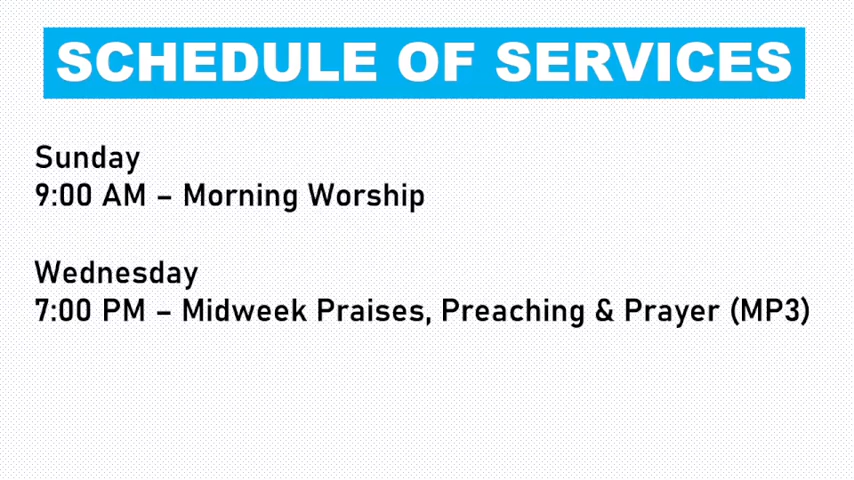 SCHEDULE OF SERVICES
Sunday
9:00 AM – Morning Worship
Wednesday
7:00 PM – Midweek Praises, Preaching & Prayer (MP3)